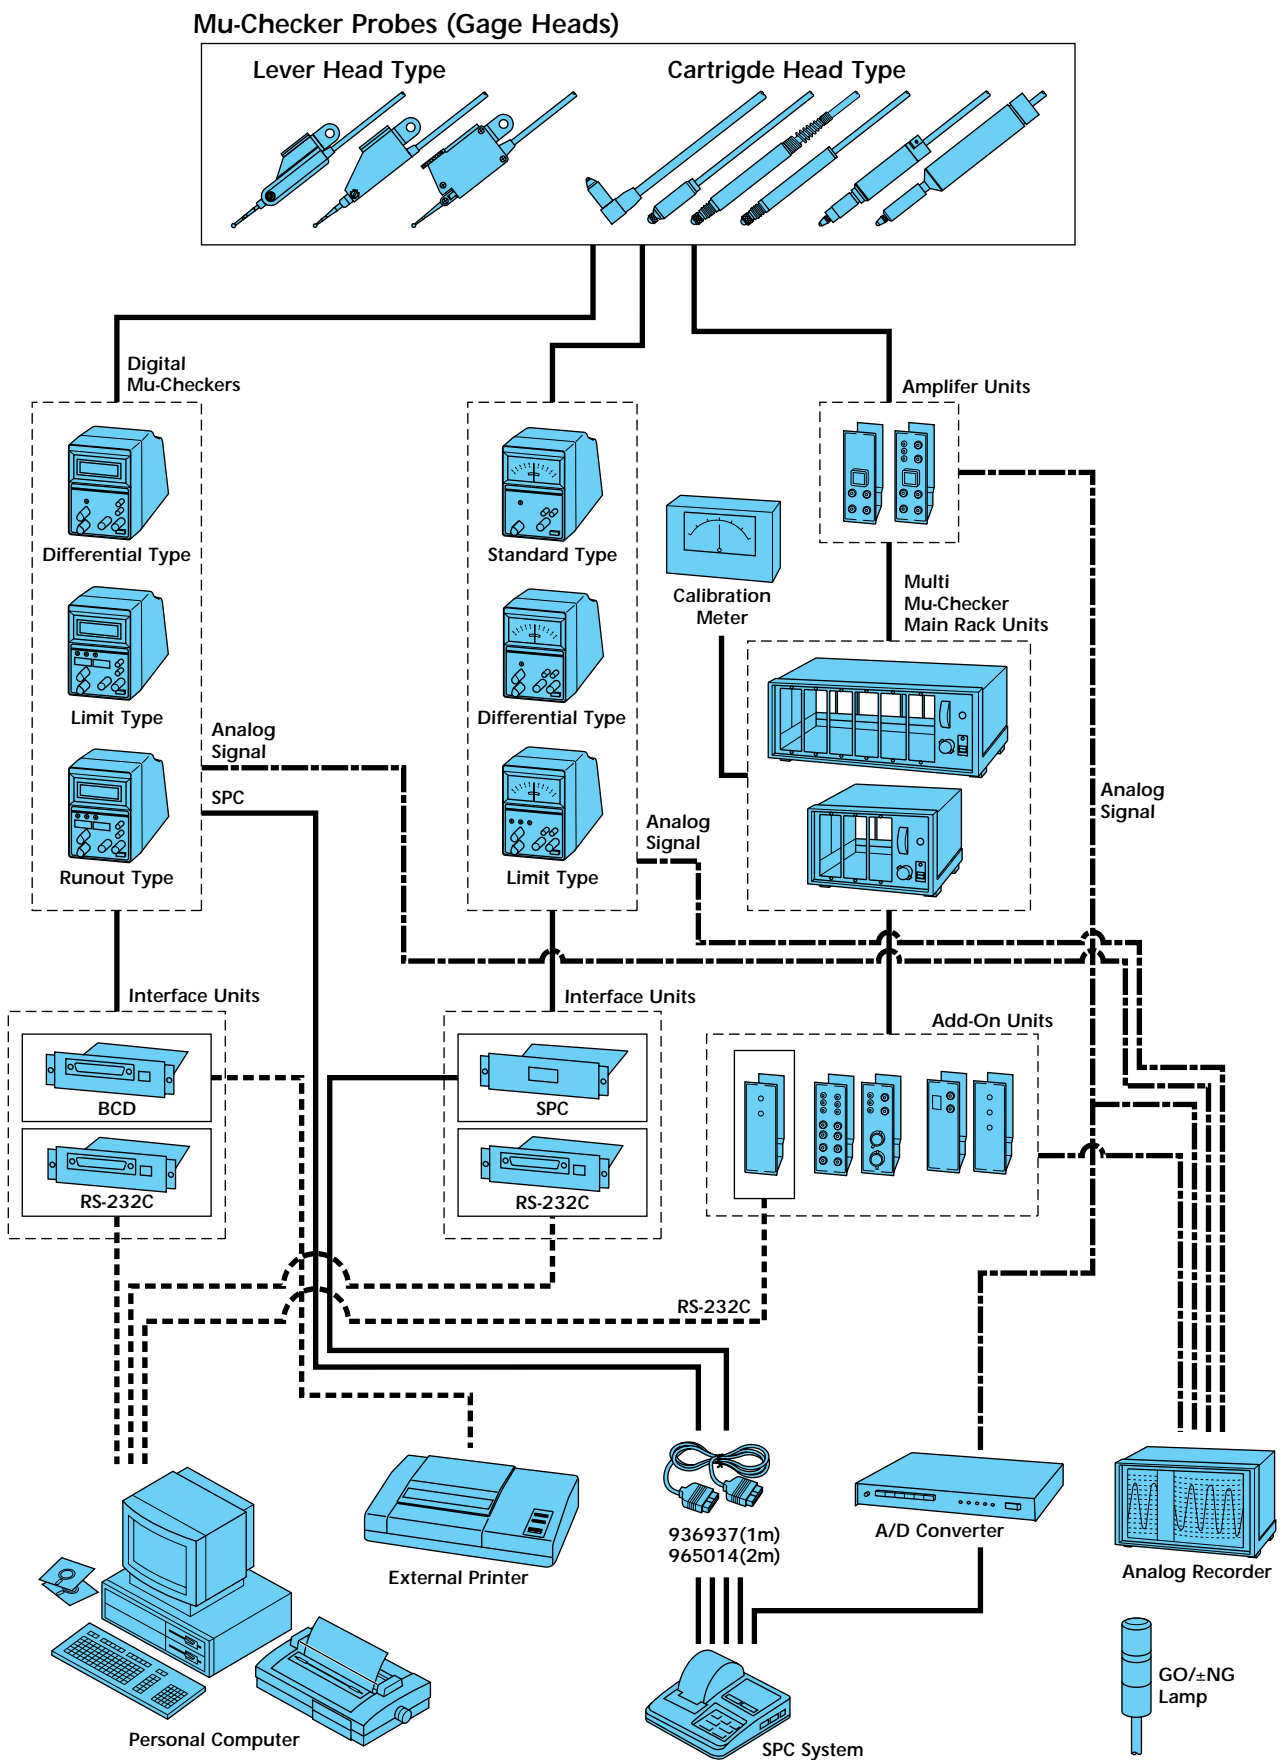 Mu-Checker Probes (Gage Heads)
Lever Head Type
Cartrigde Head Type
Digital
Mu-Checkers
Amplifer Units
Differential Type
Standard Type
Calibration
Meter
Multi
Mu-Checker
Main Rack Units
Limit Type
Differential Type
Analog
Signal
SPC
Analog
Signal
Analog
Signal
Runout Type
Limit Type
Interface Units
Interface Units
Add-On Units
BCD
SPC
RS-232C
RS-232C
RS-232C
936937(1m)
965014(2m)
A/D Converter
External Printer
Analog Recorder
GO/±NG
Lamp
Personal Computer
SPC System